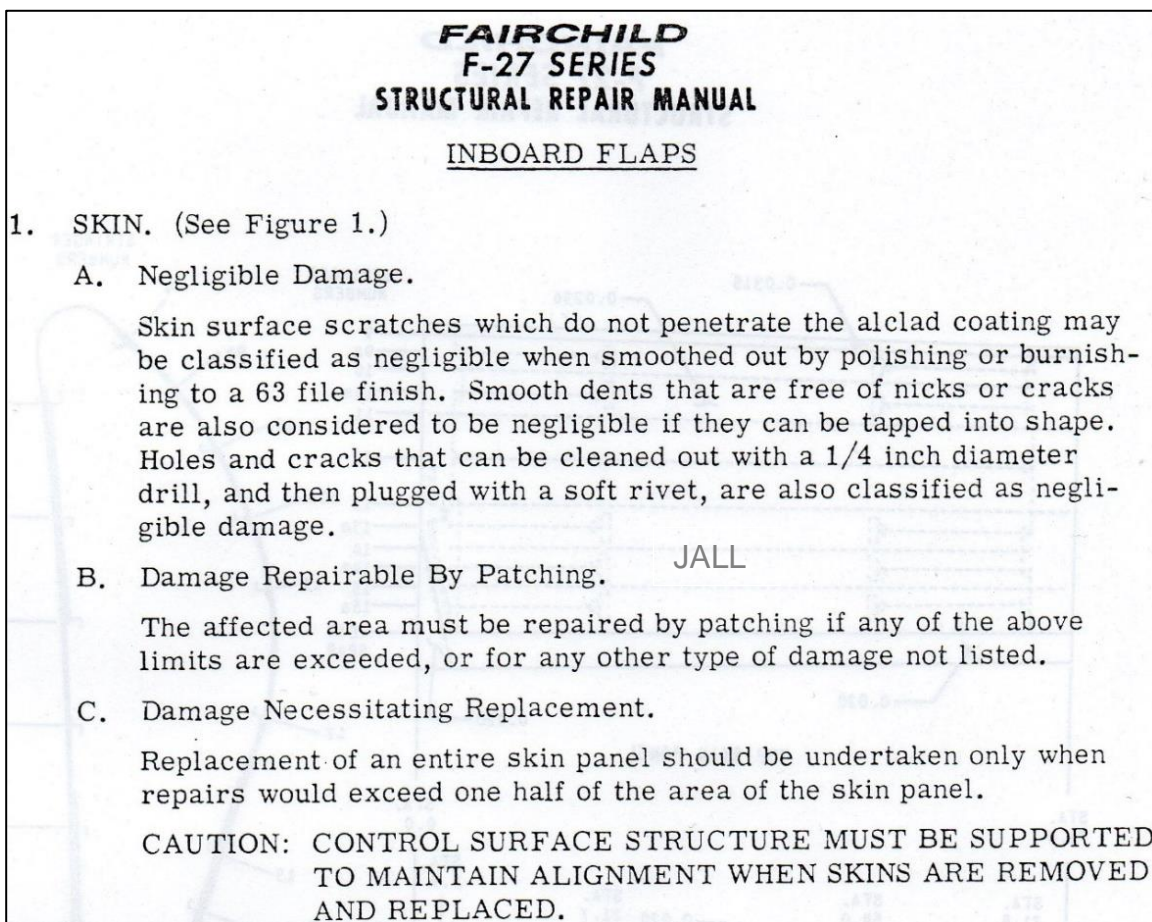 FAIRCHILD
F-27 SERIES
STRUCTURAL REPAIR MANUAL
INBOARD FLAPS
1. SKIN. (See Figure 1.)
A. Negligible Damage.
Skin surface scratches which do not penetrate the alclad coating may
be classified as negligible when smoothed out by polishing or burnish-
ing to a 63 file finish. Smooth dents that are free of nicks or cracks
are also considered to be negligible if they can be tapped into shape.
Holes and cracks that can be cleaned out with a 1/4 inch diameter
drill, and then plugged with a soft rivet, are also classified as negli-
gible damage.
JALL
B. Damage Repairable By Patching.
The affected area must be repaired by patching if any of the above
limits are exceeded, or for any other type of damage not listed.
C. Damage Necessitating Replacement.
Replacement of an entire skin panel should be undertaken only when
repairs would exceed one half of the area of the skin panel.
CAUTION: CONTROL SURFACE STRUCTURE MUST BE SUPPORTED
TO MAINTAIN ALIGNMENT WHEN SKINS ARE REMOVED
AND REPLACED.